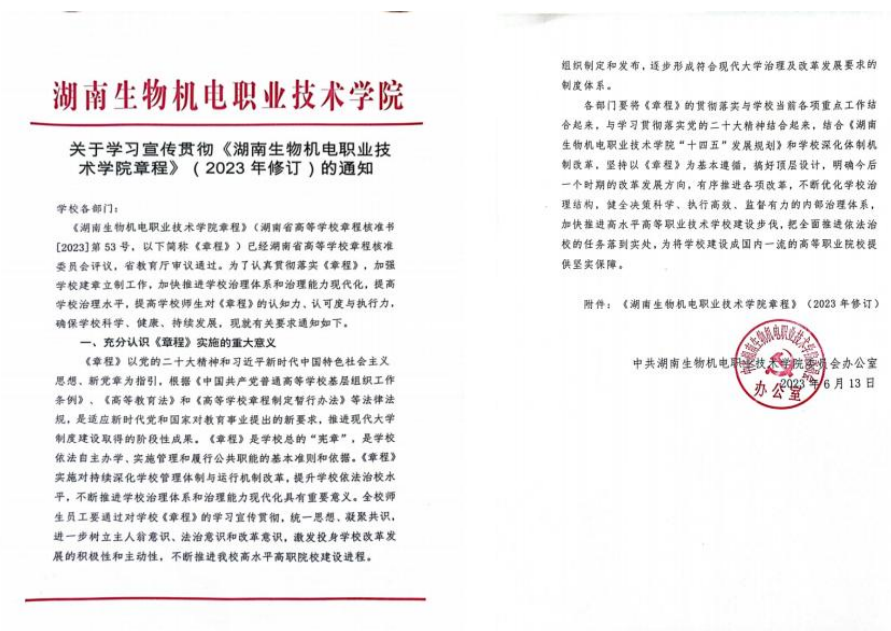 湖南生物机电职业技术学院
关于学习宣传贯彻《湖南生物机电职业技
术学院章程》（2023 年修订）的通知
学校各部门：
《湖南生物机电职业技术学院章程》（湖南省高等学校章程核准书
[2023]第 53 号，以下简称《章程》）已经湖南省高等学校章程核准
委员会评议，省教育厅审议通过。为了认真贯彻落实《章程》，加强
学校建章立制工作，加快推进学校治理体系和治理能力现代化，提高
学校治理水平，提高学校师生对《章程》的认知力、认可度与执行力，
确保学校科学、健康、持续发展，现就有关要求通知如下。
一、充分认识《章程》实施的重大意义
《章程》以党的二十大精神和习近平新时代中国特色社会主义
思想、新党章为指引，根据《中国共产党普通高等学校基层组织工作
条例》、《高等教育法》和《高等学校章程制定暂行办法》等法律法
规，是适应新时代党和国家对教育事业提出的新要求，推进现代大学
制度建设取得的阶段性成果。《章程》是学校总的“宪章”，是学校
依法自主办学、实施管理和履行公共职能的基本准则和依据。《章程》
实施对持续深化学校管理体制与运行机制改革，提升学校依法治校水
平，不断推进学校治理体系和治理能力现代化具有重要意义。全校师
生员工要通过对学校《章程》的学习宣传贯彻，统一思想、凝聚共识，
进一步树立主人翁意识、法治意识和改革意识，激发投身学校改革发
展的积极性和主动性，不断推进我校高水平高职院校建设进程。
组织制定和发布，逐步形成符合现代大学治理及改革发展要求的
制度体系。
各部门要将《章程》的贯彻落实与学校当前各项重点工作结
合起来，与学习贯彻落实党的二十大精神结合起来，结合《湖南
生物机电职业技术学院“十四五”发展规划》和学校深化体制机
制改革，坚持以《章程》为基本遵循，搞好顶层设计，明确今后
一个时期的改革发展方向，有序推进各项改革，不断优化学校治
理结构，健全决策科学、执行高效、监督有力的内部治理体系，
加快推进高水平高等职业技术学校建设步伐，把全面推进依法治
校的任务落到实处，为将学校建设成国内一流的高等职业院校提
供坚实保障。
附件：《湖南生物机电职业技术学院章程》（2023 年修订）
中共湖南生物机电职业技术学院委员会办公室
2023 年 6 月 13 日
办公室